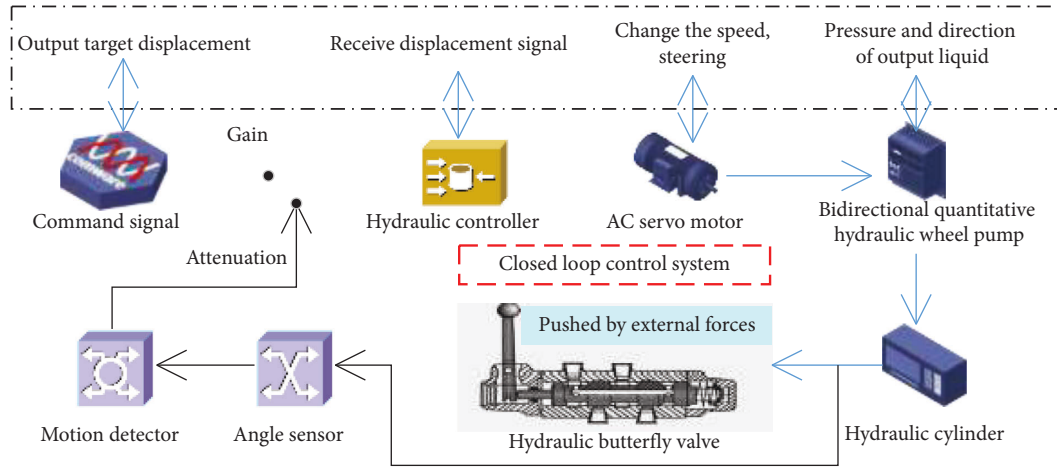 Output target displacement
Receive displacement signal
Change the speed,
steering
Pressure and direction
of output liquid
Gain
comware
Command signal
Hydraulic controller
AC servo motor
Bidirectional quantitative
hydraulic wheel pump
Attenuation
Closed loop control system
Pushed by external forces
Motion detector
Angle sensor
Hydraulic butterfly valve
Hydraulic cylinder